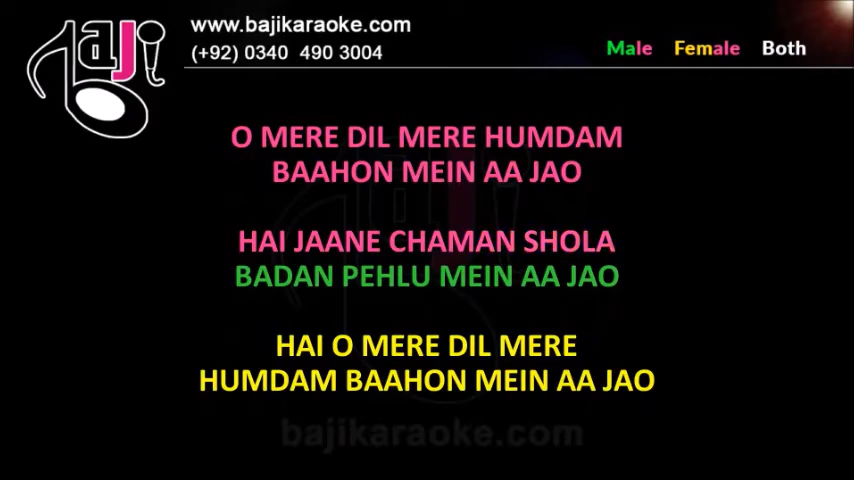 www.bajikaraoke.com
(+92) 0340 490 3004
Baji
Male Female Both
O MERE DIL MERE HUMDAM
BAAHON MEIN AA JAO
HAI JAANE CHAMAN SHOLA
BADAN PEHLU MEIN AA JAO
HAI O MERE DIL MERE
HUMDAM BAAHON MEIN AA JAO
bajikaraoke.com